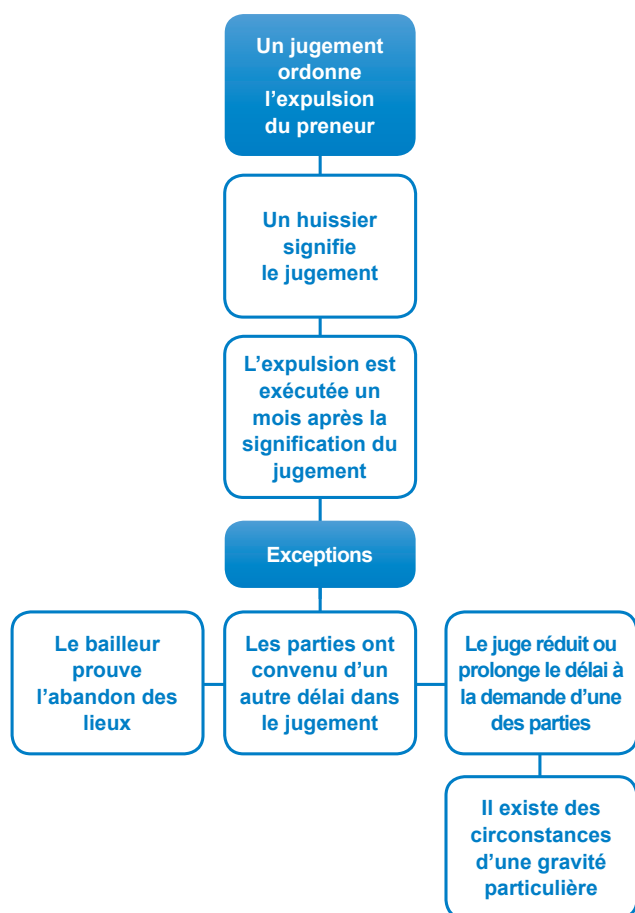 Un jugement
ordonne
l’expulsion
du preneur
Un huissier
signifie
le jugement
L’expulsion est
exécutée un
mois après la
signification du
jugement
Exceptions
Le bailleur
prouve
l’abandon des
lieux
Les parties ont
convenu d’un
autre délai dans
le jugement
Le juge réduit ou
prolonge le délai à
la demande d’une
des parties
Il existe des
circonstances
d’une gravité
particulière